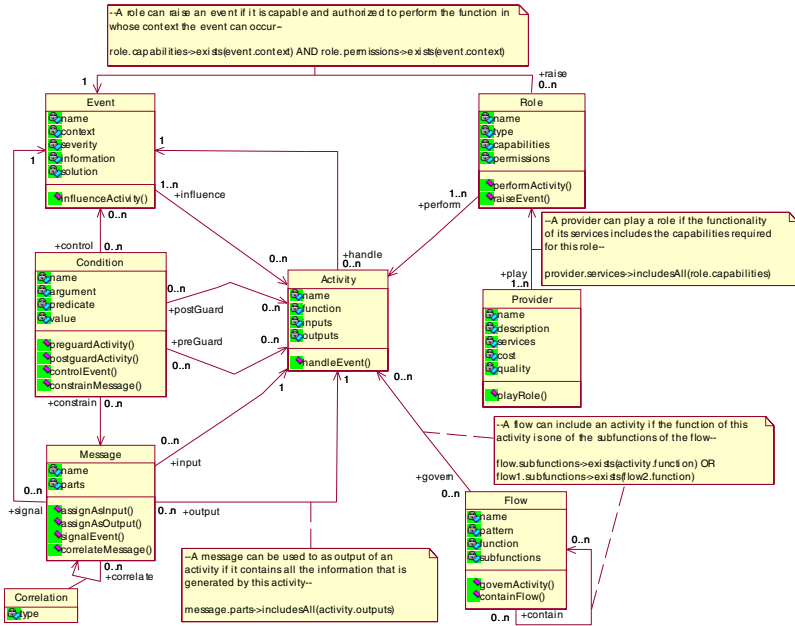 --A role can raise an event if it is capable and authorized to perform the function in
whose context the event can occur--
role.capabilities->exists(event.context) AND role.permissions->exists(event.context)
+raise
1
0..n
Event
name
context
severity
information
solution
influenceActivity()
Role
name
type
capabilities
permissions
performActivity()
raiseEvent()
1
1
1..n
+influence
1..n
+perform
0..n
+control
0..n
0..n
+handle
0..n
--A provider can play a role if the functionality
of its services includes the capabilities required
for this role--
provider.services->includesAll(role.capabilities)
+play
1..n
Condition
name
argument
predicate
value
preguardActivity()
postguardActivity()
controlEvent()
constrainMessage()
0..n
+postGuard
0..n
+preGuard
0..n
0..n
Activity
name
function
inputs
outputs
handleEvent()
Provider
name
description
services
cost
quality
playRole()
1
1
0..n
+constrain
0..n
--A flow can include an activity if the function of this
activity is one of the subfunctions of the flow--
flow.subfunctions->exists(activity.function) OR
flow1.subfunctions->exists(flow2.function)
Message
name
parts
assignAsInput()
assignAsOutput()
signalEvent()
correlateMessage()
0..n
+input
0..n
+signal
0..n
+output
+govern
0..n
Flow
name
pattern
function
subfunctions
governActivity()
containFlow()
0..n
0..n
+contain
0..n
+correlate
--A message can be used to as output of an
activity if it contains all the information that is
generated by this activity--
message.parts->includesAll(activity.outputs)
Correlation
type